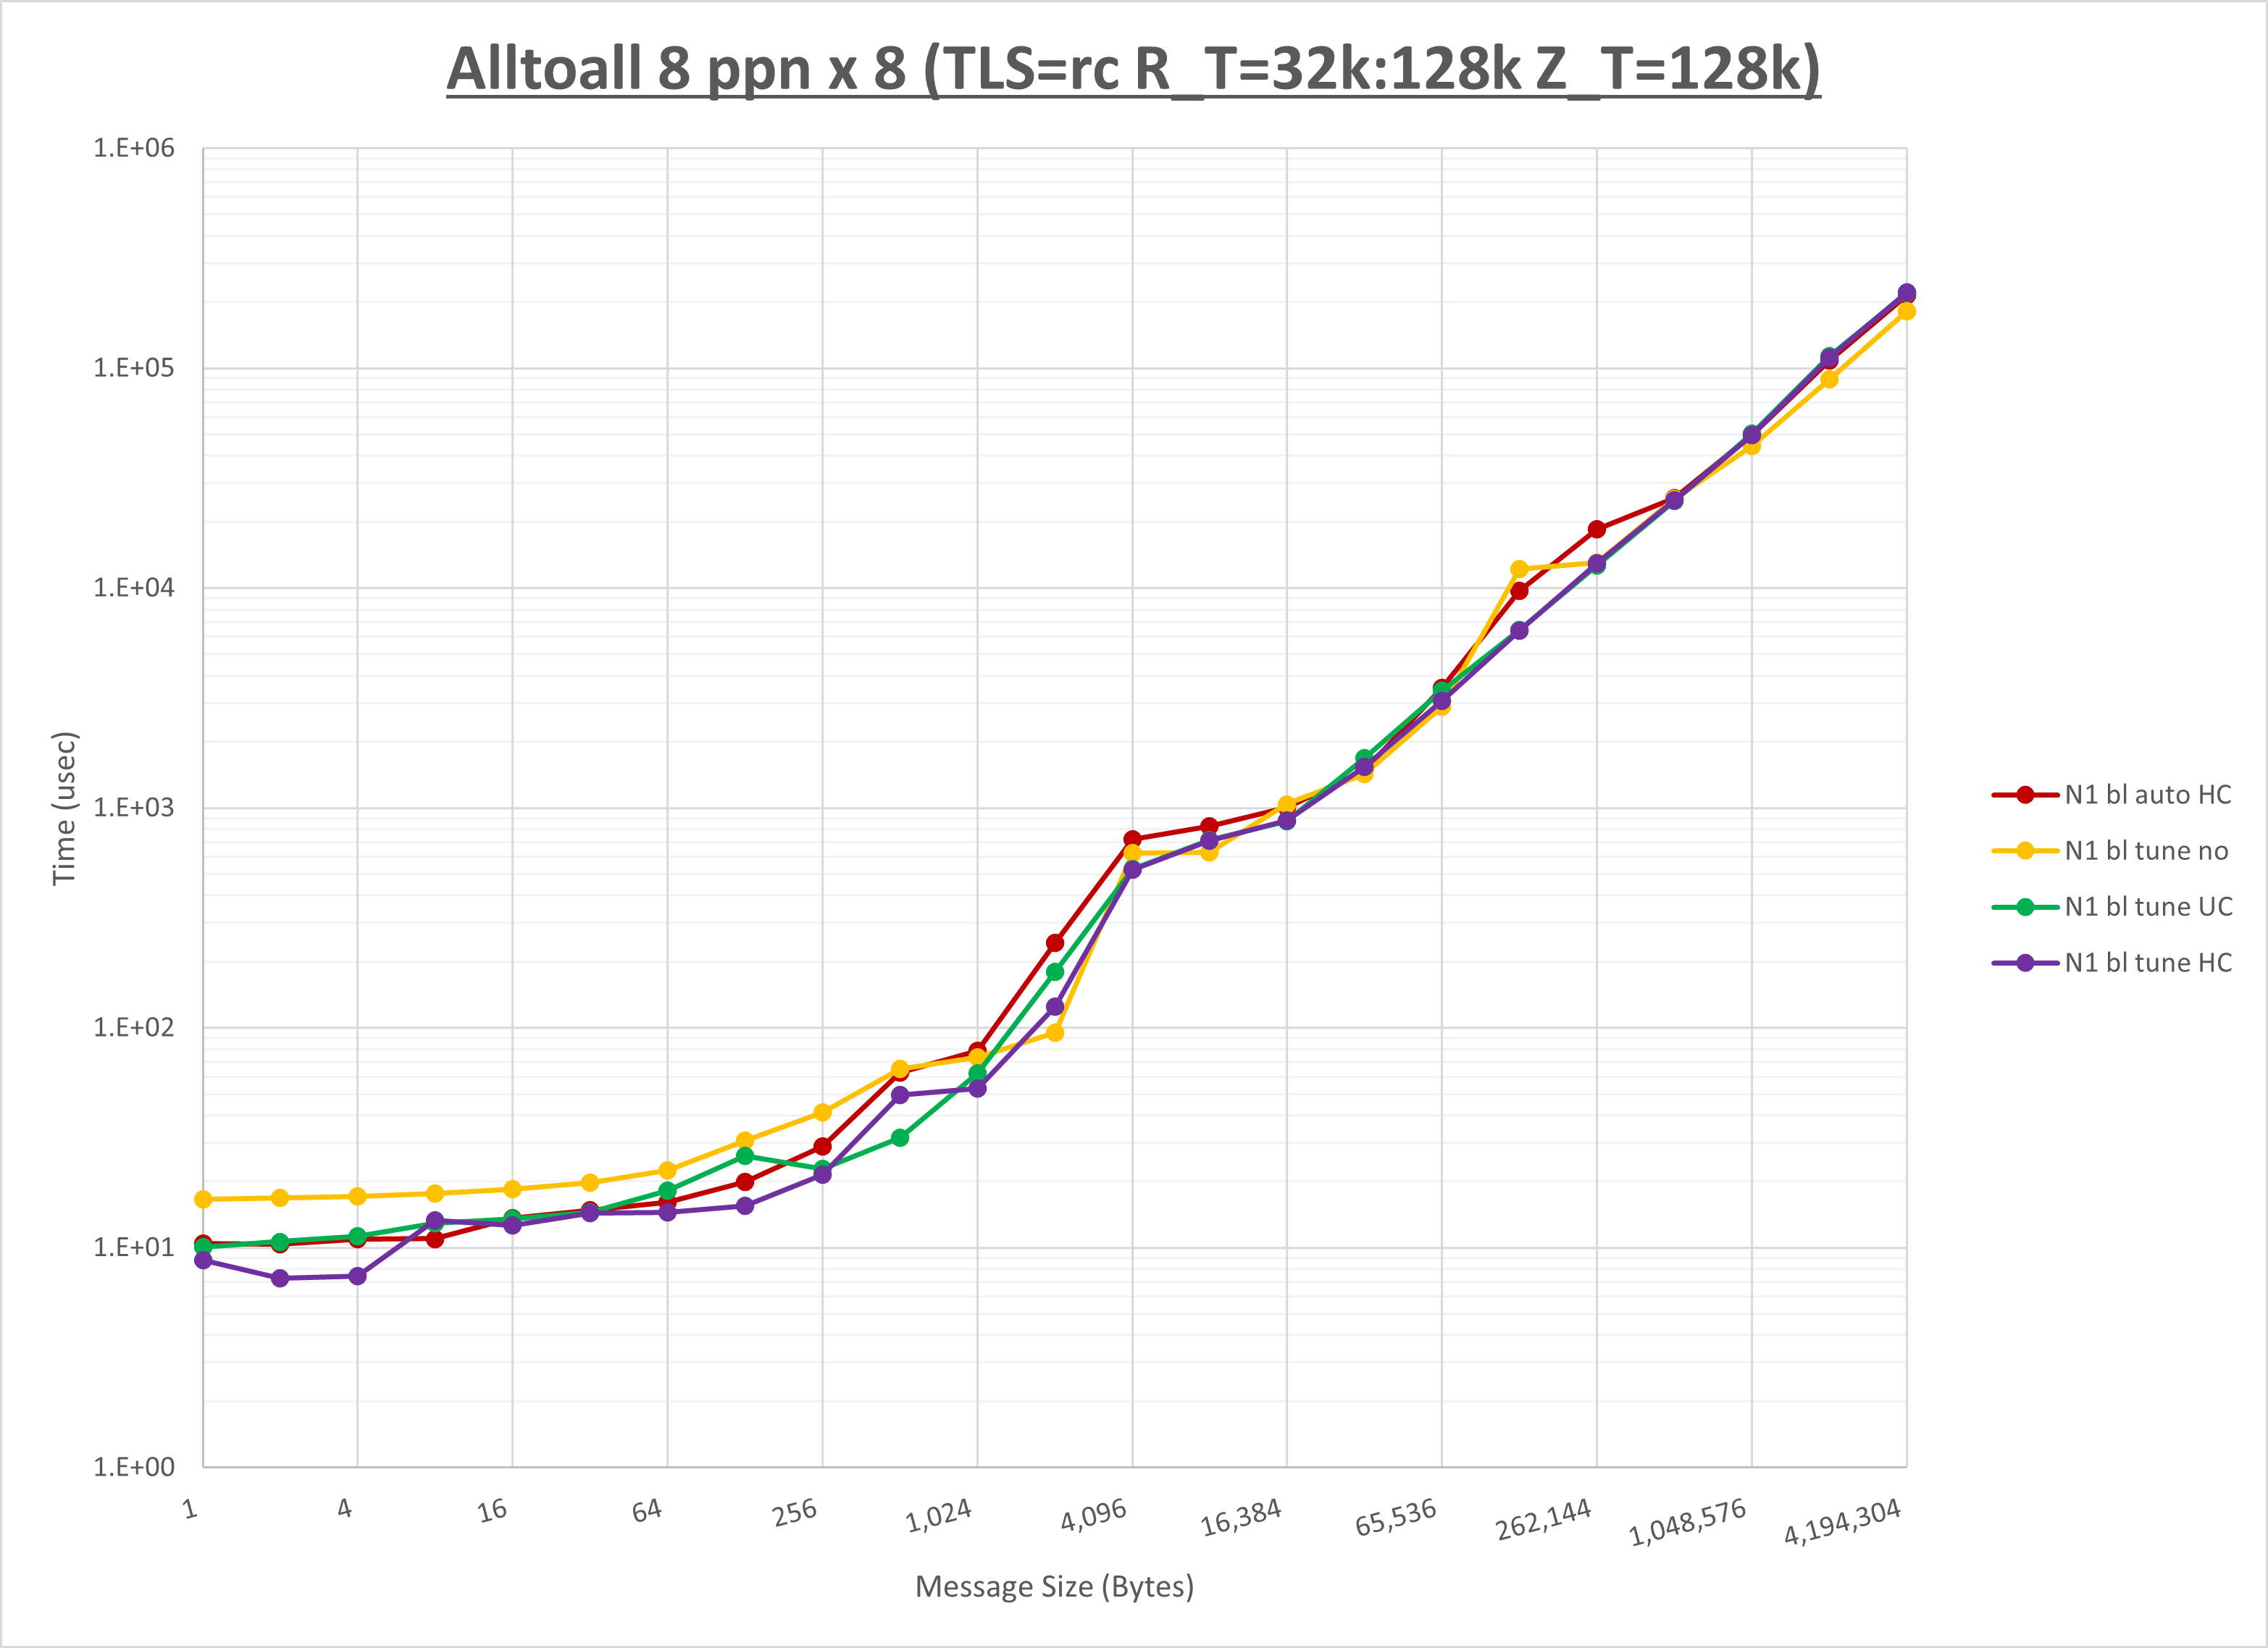 Alltoall 8 ppn x 8 (TLS=rc R_T=32k:128k Z_T=128k)
1.E+06
1.E+05
1.E+04
1.E+03
1.E+02
1.E+01
1.E+00
Time (usec)
1
4
16
64
256
1,024
4,096
16,384
65,536
262,144
1,048,576
4,194,304
Message Size (Bytes)
N1 bl auto HC
N1 bl tune no
N1 bl tune UC
N1 bl tune HC